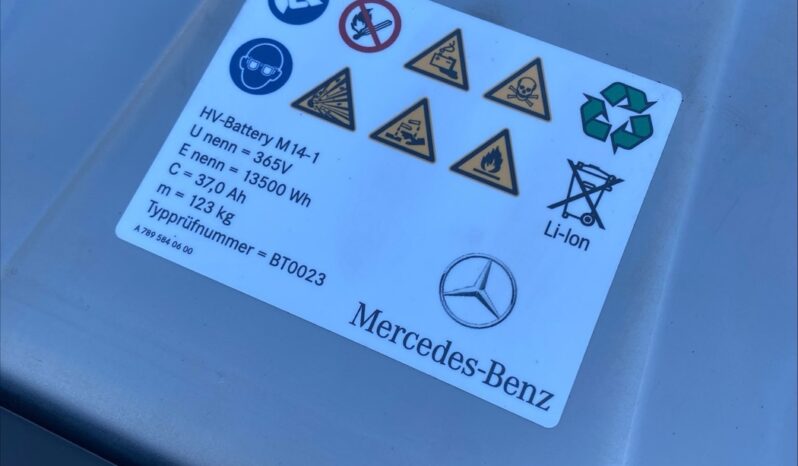 HV-Battery M14-1
U nenn = 365V
E nenn = 13500 Wh
C = 37,0 Ah
m = 123 kg
Typprüfnummer = BT0023
A 789 584 06 00
Li-Ion
Mercedes-Benz